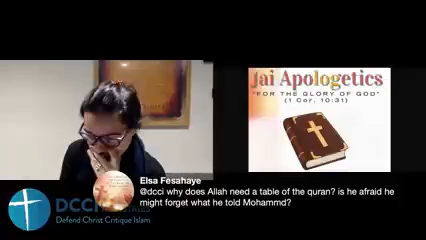 Jai Apologetics
"FOR THE GLORY OF GOD"
(1 Cor. 10:31)
Elsa Fesahaye
@dcci why does Allah need a table of the quran? is he afraid he
might forget what he told Mohammd?
DCCI
Defend Christ Critique Islam